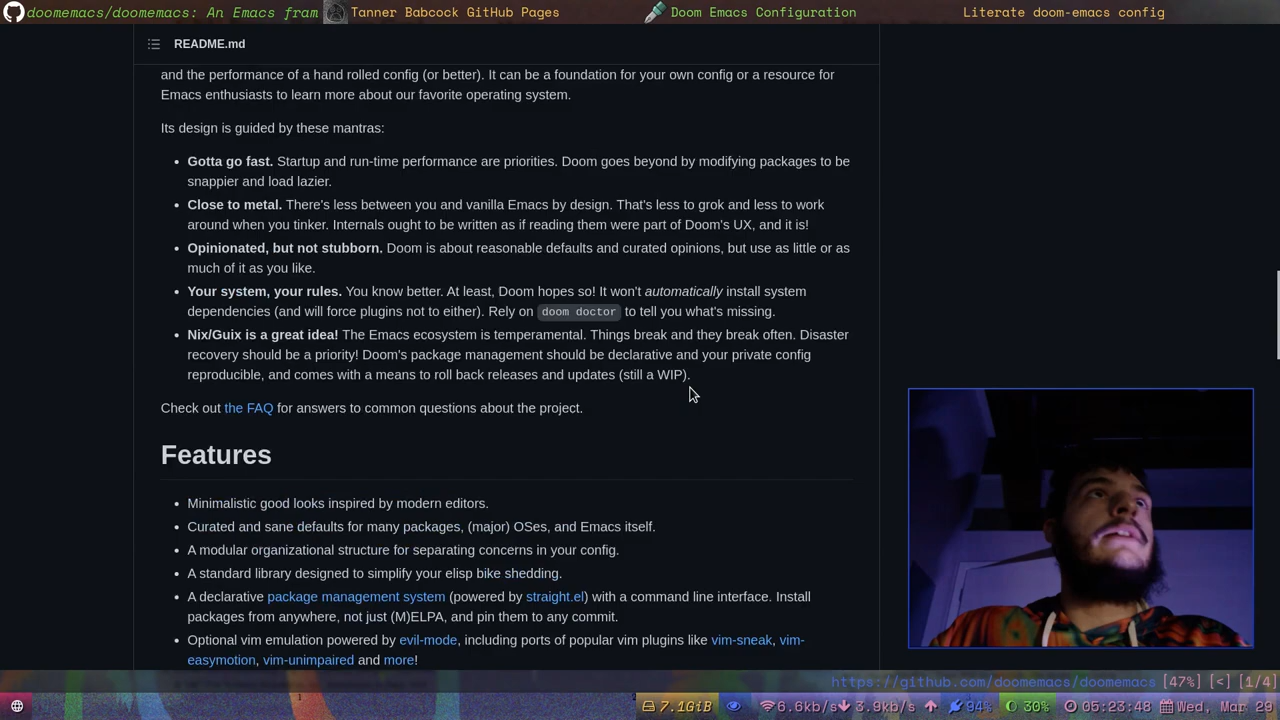 doomemacs/doomemacs: An Emacs fram
Tanner Babcock GitHub Pages
Doom Emacs Configuration
Literate doom-emacs config
README.md
and the performance of a hand rolled config (or better). It can be a foundation for your own config or a resource for
Emacs enthusiasts to learn more about our favorite operating system.
Its design is guided by these mantras:
• Gotta go fast. Startup and run-time performance are priorities. Doom goes beyond by modifying packages to be
snappier and load lazier.
• Close to metal. There's less between you and vanilla Emacs by design. That's less to grok and less to work
around when you tinker. Internals ought to be written as if reading them were part of Doom's UX, and it is!
• Opinionated, but not stubborn. Doom is about reasonable defaults and curated opinions, but use as little or as
much of it as you like.
• Your system, your rules. You know better. At least, Doom hopes so! It won't automatically install system
dependencies (and will force plugins not to either). Rely on doom doctor to tell you what's missing.
• Nix/Guix is a great idea! The Emacs ecosystem is temperamental. Things break and they break often. Disaster
recovery should be a priority! Doom's package management should be declarative and your private config
reproducible, and comes with a means to roll back releases and updates (still a WIP).
Check out the FAQ for answers to common questions about the project.
Features
• Minimalistic good looks inspired by modern editors.
• Curated and sane defaults for many packages, (major) OSes, and Emacs itself.
• A modular organizational structure for separating concerns in your config.
• A standard library designed to simplify your elisp bike shedding.
• A declarative package management system (powered by straight.el) with a command line interface. Install
packages from anywhere, not just (M)ELPA, and pin them to any commit.
• Optional vim emulation powered by evil-mode, including ports of popular vim plugins like vim-sneak, vim-
easymotion, vim-unimpaired and more!
https://github.com/doomemacs/doomemacs [47%] [<] [1/4]
1
7.1GiB
6.6kb/s 3.9kb/s
94%
30%
05:23:48
Wed, Mar 29